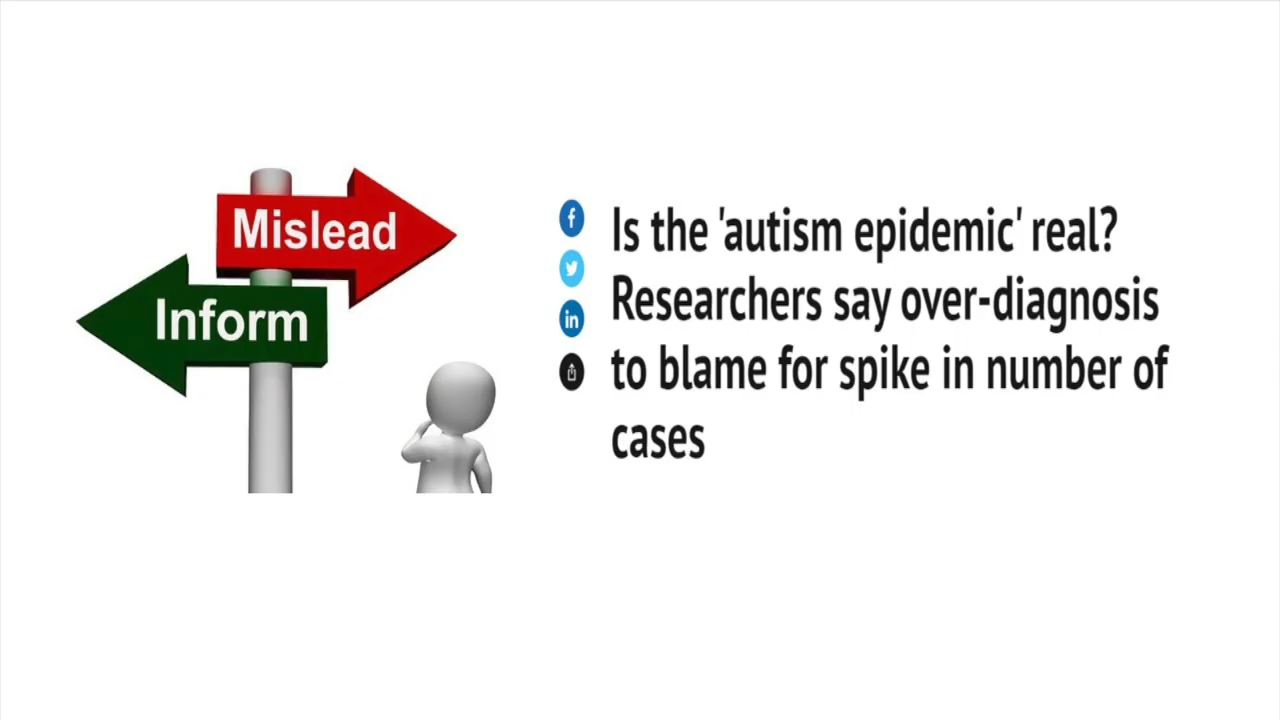 Mislead
Inform
f
in
Is the 'autism epidemic' real?
Researchers say over-diagnosis
to blame for spike in number of
cases